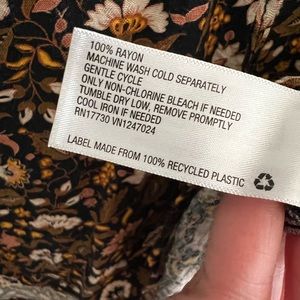 100% RAYON
MACHINE WASH COLD SEPARATELY
GENTLE CYCLE
ONLY NON-CHLORINE BLEACH IF NEEDED
TUMBLE DRY LOW, REMOVE PROMPTLY
COOL IRON IF NEEDED
RN17730 VN1247024
LABEL MADE FROM 100% RECYCLED PLASTIC